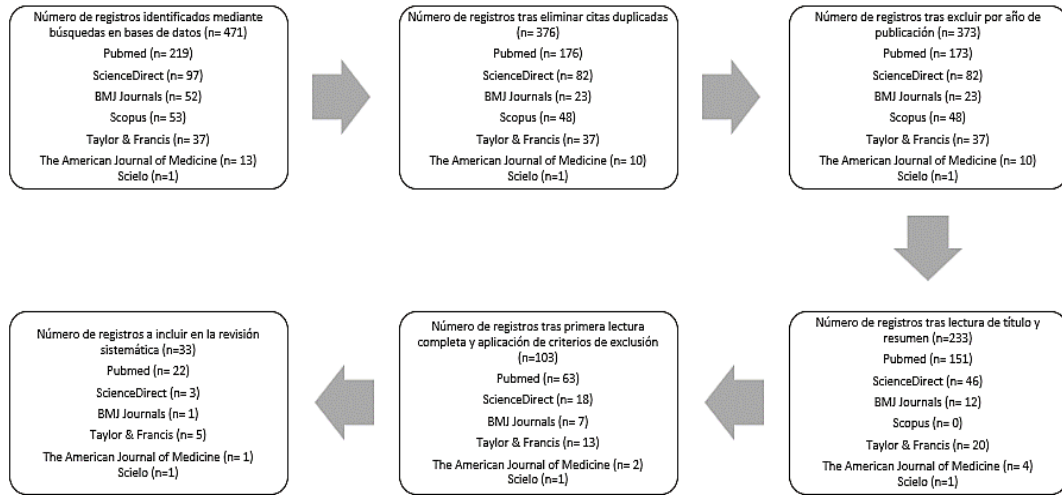 Número de registros identificados mediante
búsquedas en bases de datos (n= 471)
Pubmed (n= 219)
ScienceDirect (n= 97)
BMJ Journals (n= 52)
Scopus (n= 53)
Taylor & Francis (n= 37)
The American Journal of Medicine (n= 13)
Scielo (n=1)
Número de registros tras eliminar citas duplicadas
(n= 376)
Pubmed (n= 176)
ScienceDirect (n= 82)
BMJ Journals (n= 23)
Scopus (n= 48)
Taylor & Francis (n= 37)
The American Journal of Medicine (n= 10)
Scielo (n=1)
Número de registros tras excluir por año de
publicación (n= 373)
Pubmed (n= 173)
ScienceDirect (n= 82)
BMJ Journals (n= 23)
Scopus (n= 48)
Taylor & Francis (n= 37)
The American Journal of Medicine (n= 10)
Scielo (n=1)
Número de registros tras lectura de título y
resumen (n=233)
Pubmed (n= 151)
ScienceDirect (n= 46)
BMJ Journals (n= 12)
Scopus (n= 0)
Taylor & Francis (n= 20)
The American Journal of Medicine (n= 4)
Scielo (n=1)
Número de registros tras primera lectura
completa y aplicación de criterios de exclusión
(n=103)
Pubmed (n= 63)
ScienceDirect (n= 18)
BMJ Journals (n= 7)
Taylor & Francis (n= 13)
The American Journal of Medicine (n= 2)
Scielo (n=1)
Número de registros a incluir en la revisión
sistemática (n=33)
Pubmed (n= 22)
ScienceDirect (n= 3)
BMJ Journals (n= 1)
Taylor & Francis (n= 5)
The American Journal of Medicine (n= 1)
Scielo (n=1)